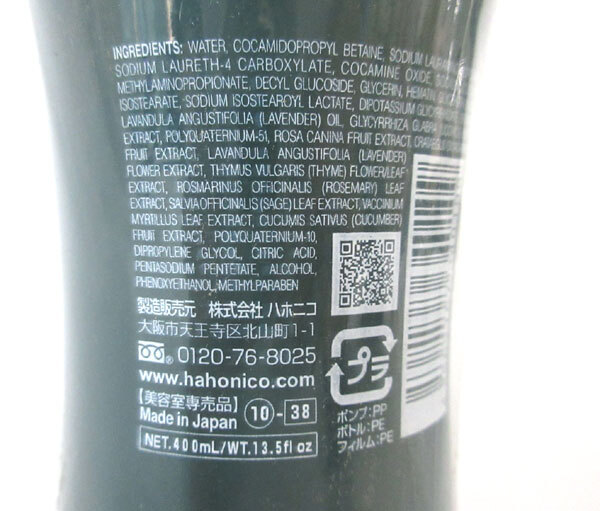 INGREDIENTS: WATER, COCAMIDOPROPYL BETAINE, SODIUM
SODIUM LAURETH-4 CARBOXYLATE, COCAMINE OXIDE,
METHYLAMINOPROPIONATE, DECYL GLUCOSIDE, GLYCERIN, HEMATIN,
ISOSTEARATE, SODIUM ISOSTEAROYL LACTATE, DIPOTASSIUM
LAVANDULA ANGUSTIFOLIA (LAVENDER) OIL, GLYCYRRHIZA GLABRA
EXTRACT, POLYQUATERNIUM-51, ROSA CANINA FRUIT EXTRACT,
FRUIT EXTRACT, LAVANDULA ANGUSTIFOLIA (LAVENDER)
FLOWER EXTRACT, THYMUS VULGARIS (THYME) FLOWER/LEAF
EXTRACT, ROSMARINUS OFFICINALIS (ROSEMARY) LEAF
EXTRACT, SALVIA OFFICINALIS (SAGE) LEAF EXTRACT, VACCINIUM
MYRTILLUS LEAF EXTRACT, CUCUMIS SATIVUS (CUCUMBER)
FRUIT EXTRACT, POLYQUATERNIUM-10,
DIPROPYLENE GLYCOL, CITRIC ACID,
PENTASODIUM PENTETATE, ALCOHOL,
PHENOXYETHANOL, METHYLPARABEN
製造販売元 株式会社 ハホニコ
大阪市天王寺区北山町1-1
0120-76-8025
www.hahonico.com
【美容室専売品】
Made in Japan 10-38
NET.400mL/WT.13.5fl oz
プラ
ポンプ:PP
ボトル:PE
フィルム:PE